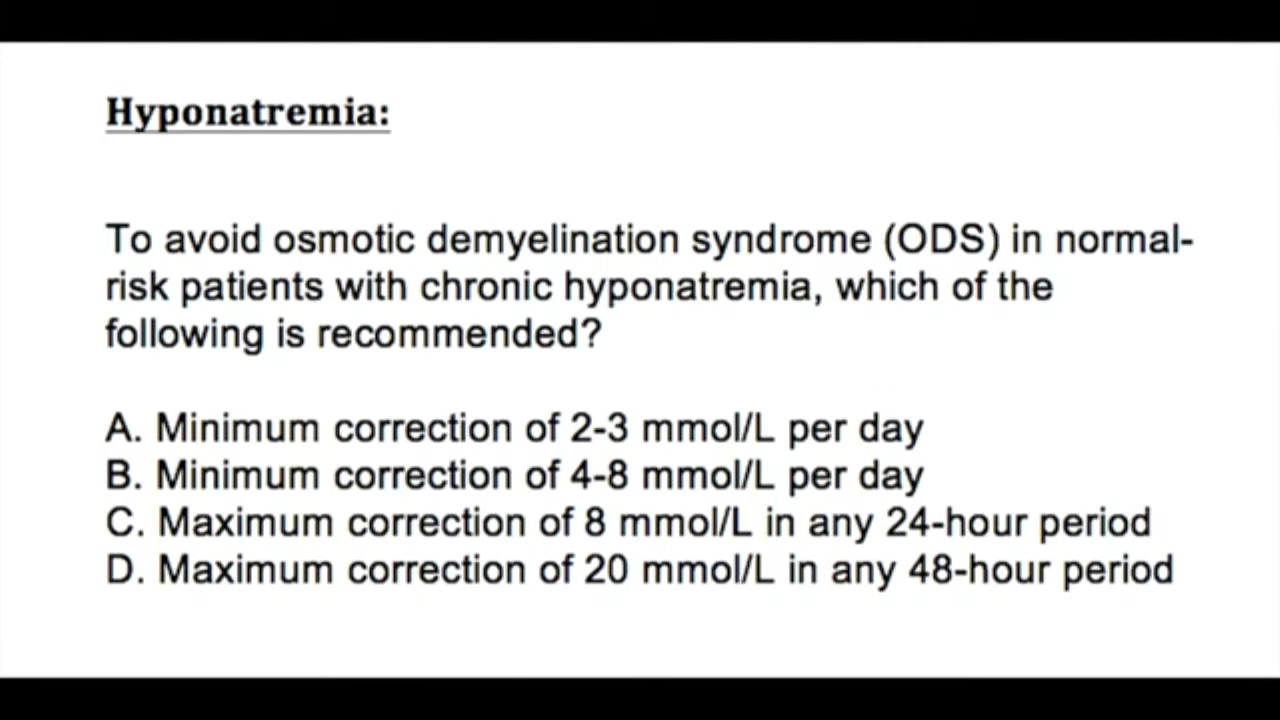 Hyponatremia:
To avoid osmotic demyelination syndrome (ODS) in normal-
risk patients with chronic hyponatremia, which of the
following is recommended?
A. Minimum correction of 2-3 mmol/L per day
B. Minimum correction of 4-8 mmol/L per day
C. Maximum correction of 8 mmol/L in any 24-hour period
D. Maximum correction of 20 mmol/L in any 48-hour period